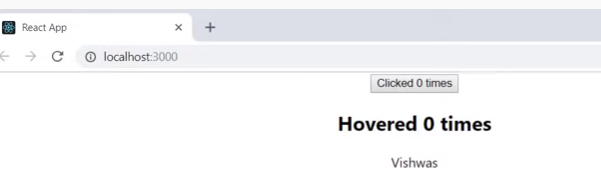 React App
localhost:3000
Clicked 0 times
Hovered 0 times
Vishwas